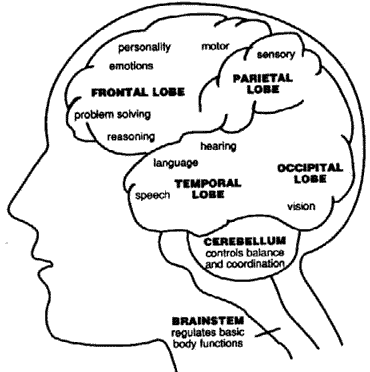 personality
motor
sensory
emotions
PARIETAL
LOBE
FRONTAL LOBE
problem solving
reasoning
hearing
language
OCCIPITAL
LOBE
TEMPORAL
LOBE
speech
vision
CEREBELLUM
controls balance
and coordination
BRAINSTEM
regulates basic
body functions